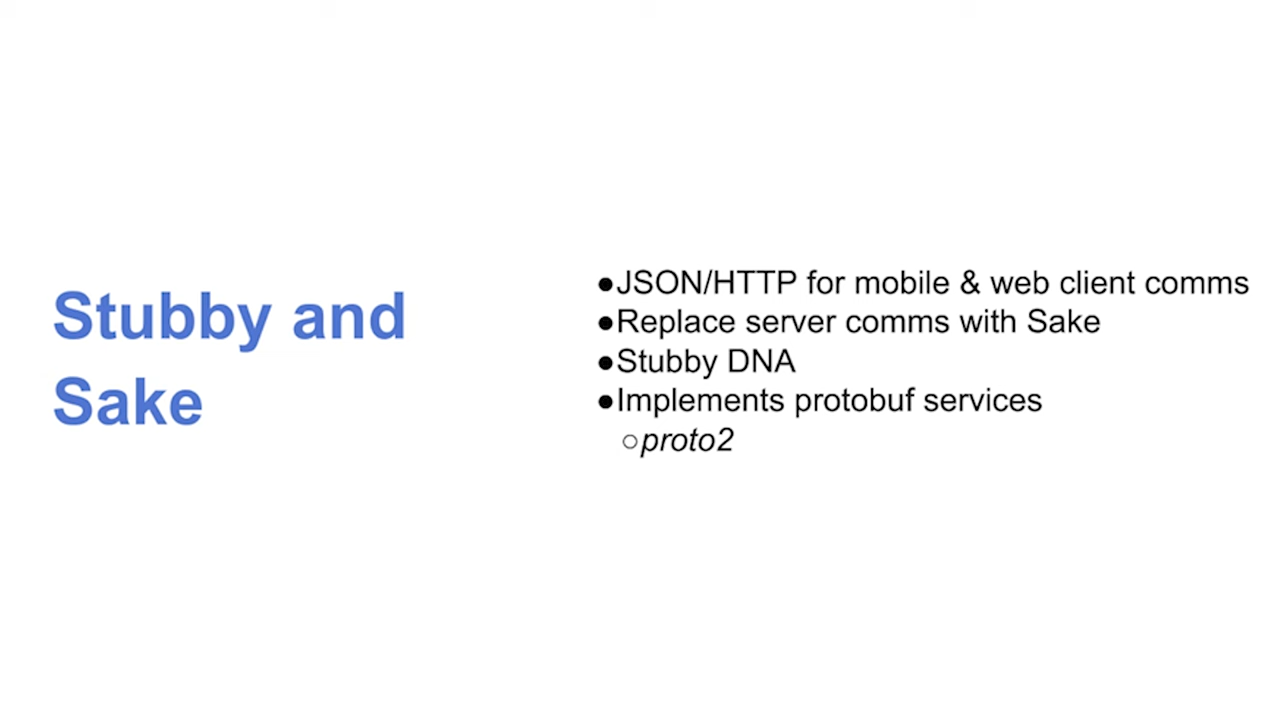 Stubby and
Sake
●JSON/HTTP for mobile & web client comms
●Replace server comms with Sake
●Stubby DNA
●Implements protobuf services
○proto2